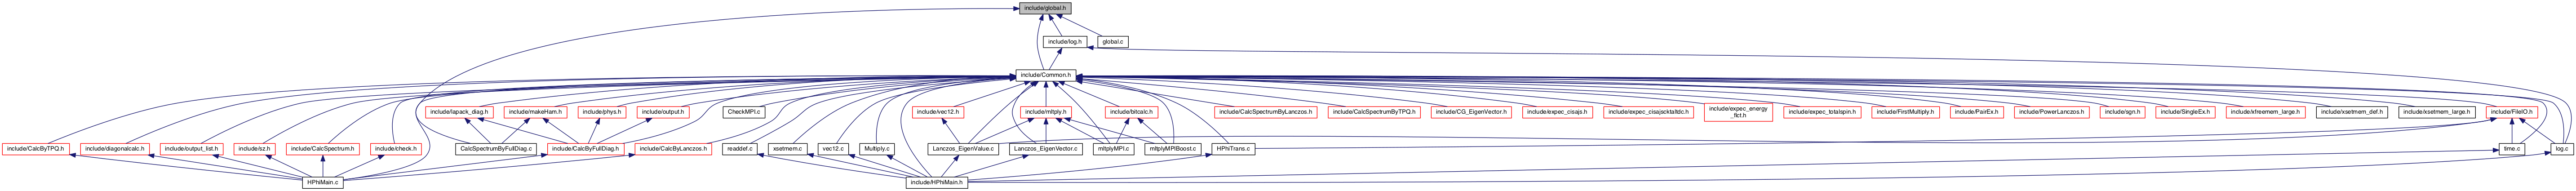 include/global.h
include/log.h
global.c
include/Common.h
include/lapack_diag.h
include/makeHam.h
include/phys.h
include/output.h
CheckMPI.c
include/vec12.h
include/mltply.h
include/bitcalc.h
include/CalcSpectrumByLanczos.h
include/CalcSpectrumByTPQ.h
include/CG_EigenVector.h
include/expec_cisajs.h
include/expec_cisajscktaltdc.h
include/expec_energy
_flct.h
include/expec_totalspin.h
include/FirstMultiply.h
include/PairEx.h
include/PowerLanczos.h
include/sgn.h
include/SingleEx.h
include/xfreemem_large.h
include/xsetmem_def.h
include/xsetmem_large.h
include/FileIO.h
include/CalcByTPQ.h
include/diagonalcalc.h
include/output_list.h
include/sz.h
include/CalcSpectrum.h
include/check.h
CalcSpectrumByFullDiag.c
include/CalcByFullDiag.h
include/CalcByLanczos.h
readdef.c
xsetmem.c
vec12.c
Multiply.c
Lanczos_EigenValue.c
Lanczos_EigenVector.c
mltplyMPI.c
mltplyMPIBoost.c
HPhiTrans.c
time.c
log.c
HPhiMain.c
include/HPhiMain.h